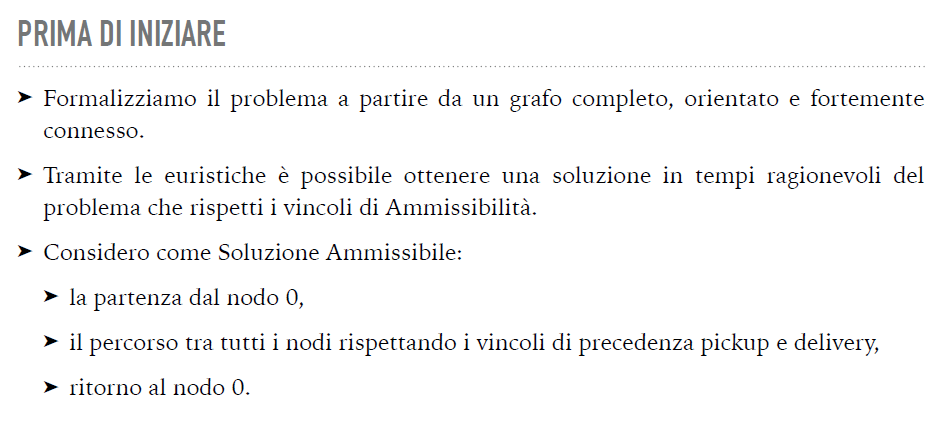 PRIMA DI INIZIARE
➤ Formalizziamo il problema a partire da un grafo completo, orientato e fortemente
connesso.
➤ Tramite le euristiche è possibile ottenere una soluzione in tempi ragionevoli del
problema che rispetti i vincoli di Ammissibilità.
➤ Considero come Soluzione Ammissibile:
➤ la partenza dal nodo 0,
➤ il percorso tra tutti i nodi rispettando i vincoli di precedenza pickup e delivery,
➤ ritorno al nodo 0.